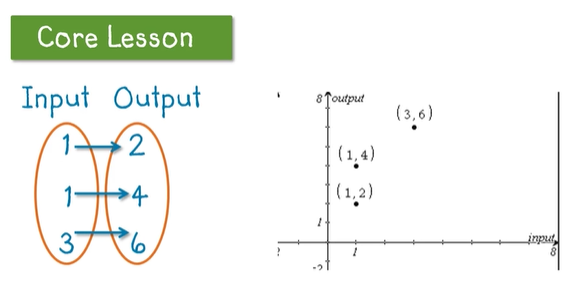 Core Lesson
Input Output
1 2
1 4
3 6
8 output
(3,6)
(1,4)
(1,2)
1
input
1 8
-2